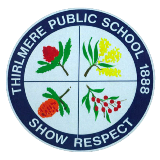 THIRLMERE PUBLIC SCHOOL 1888
SHOW RESPECT